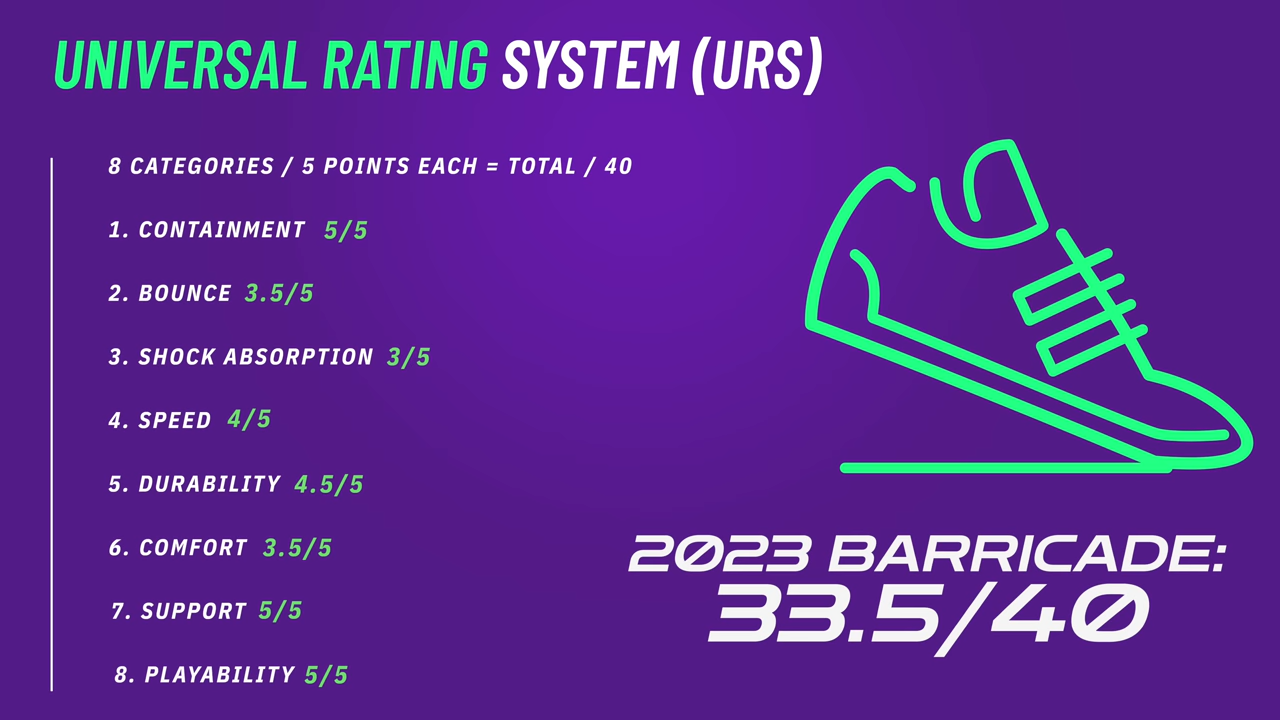 UNIVERSAL RATING SYSTEM (URS)
8 CATEGORIES / 5 POINTS EACH = TOTAL / 40
1. CONTAINMENT 5/5
2. BOUNCE 3.5/5
3. SHOCK ABSORPTION 3/5
4. SPEED 4/5
5. DURABILITY 4.5/5
6. COMFORT 3.5/5
7. SUPPORT 5/5
8. PLAYABILITY 5/5
2023 BARRICADE:
33.5/40